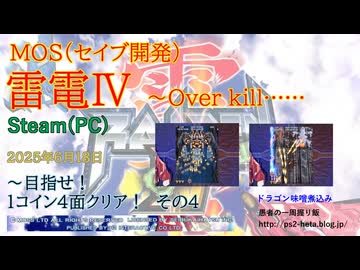 MOS（セイブ開発）
雷電Ⅳ ～Over kill……
Steam(PC)
2025年6月18日
～目指せ！
1コイン４面クリア！ その４
ドラゴン味噌煮込み
愚者の一周握り飯
http://ps2-heta.blog.jp/